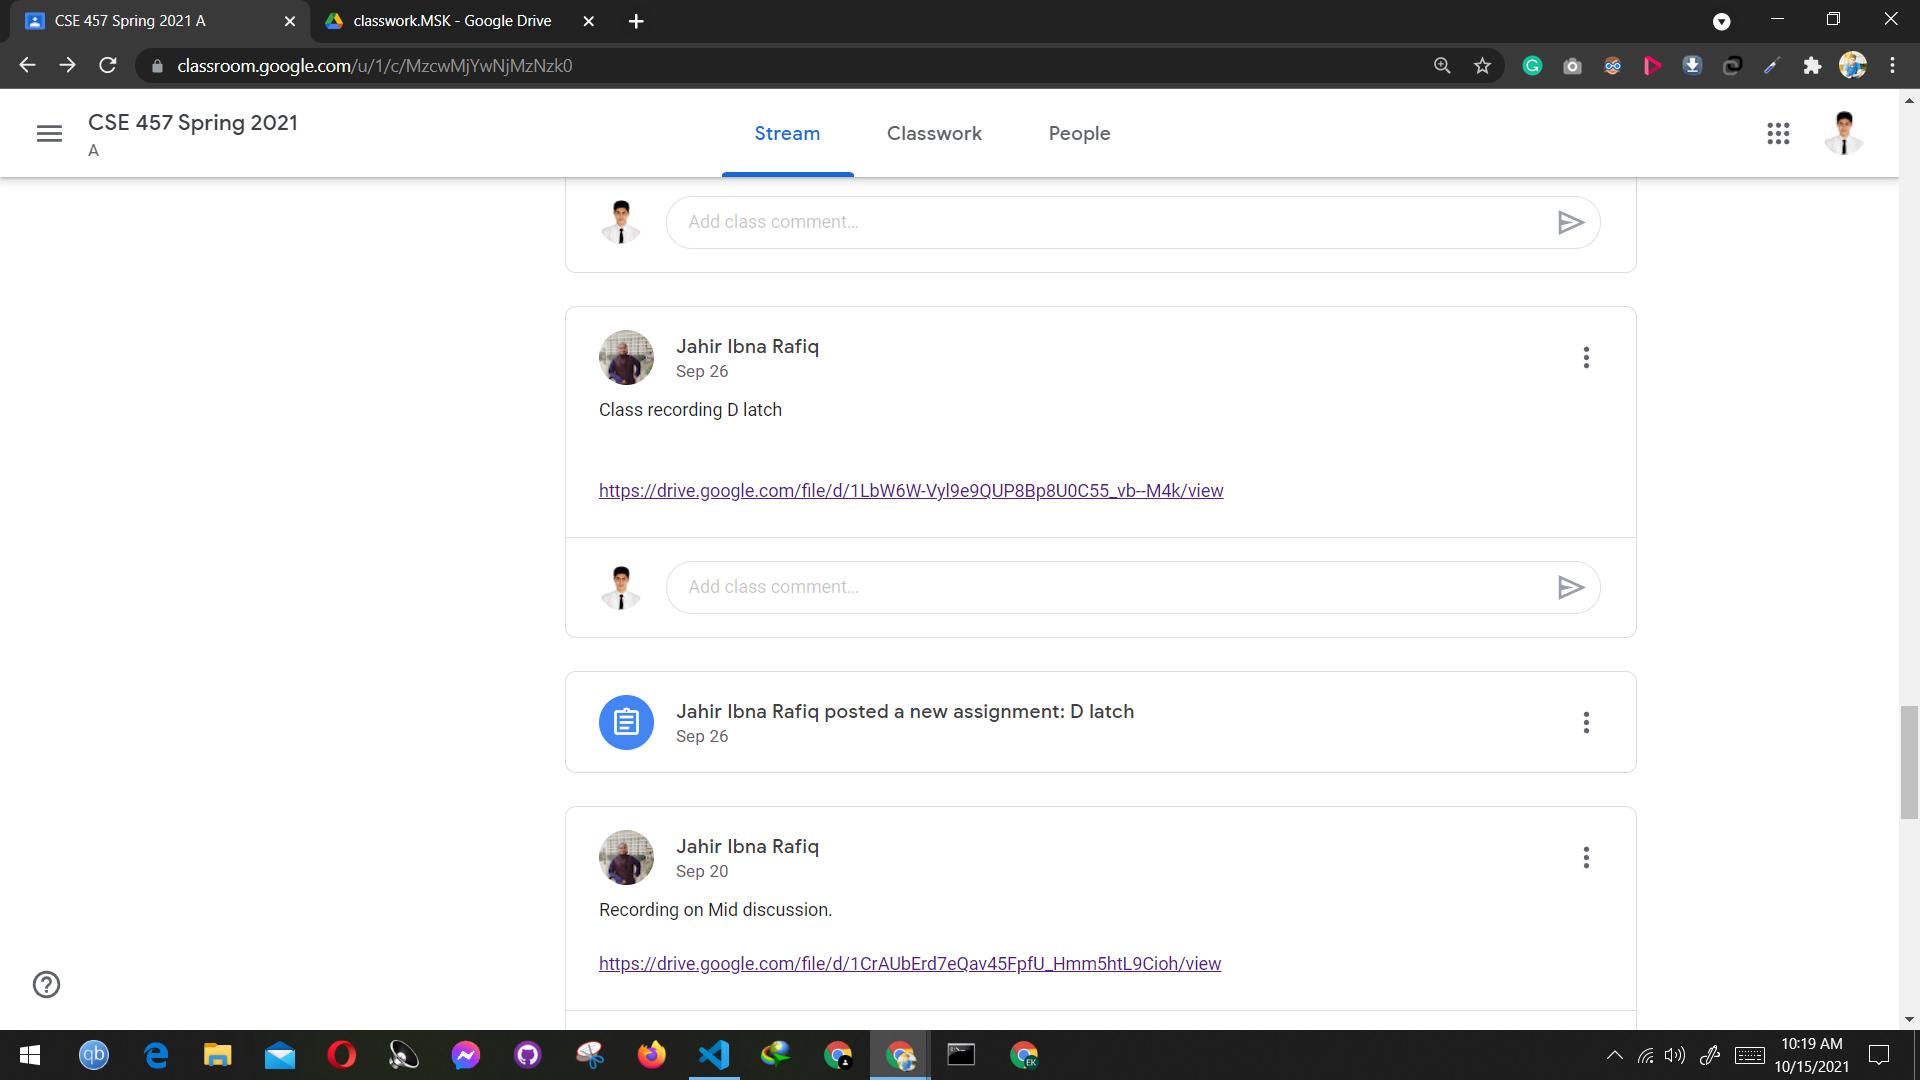 CSE 457 Spring 2021 A
classwork.MSK - Google Drive
classroom.google.com/u/1/c/MzcwMjYwNjMzNzk0
CSE 457 Spring 2021
A
Stream
Classwork
People
Add class comment...
Jahir Ibna Rafiq
Sep 26
Class recording D latch
https://drive.google.com/file/d/1LbW6W-Vyl9e9QUP8Bp8U0C55_vb--M4k/view
Add class comment...
Jahir Ibna Rafiq posted a new assignment: D latch
Sep 26
Jahir Ibna Rafiq
Sep 20
Recording on Mid discussion.
https://drive.google.com/file/d/1CrAUbErd7eQav45FpfU_Hmm5htL9Cioh/view
qb
EK
10:19 AM
10/15/2021